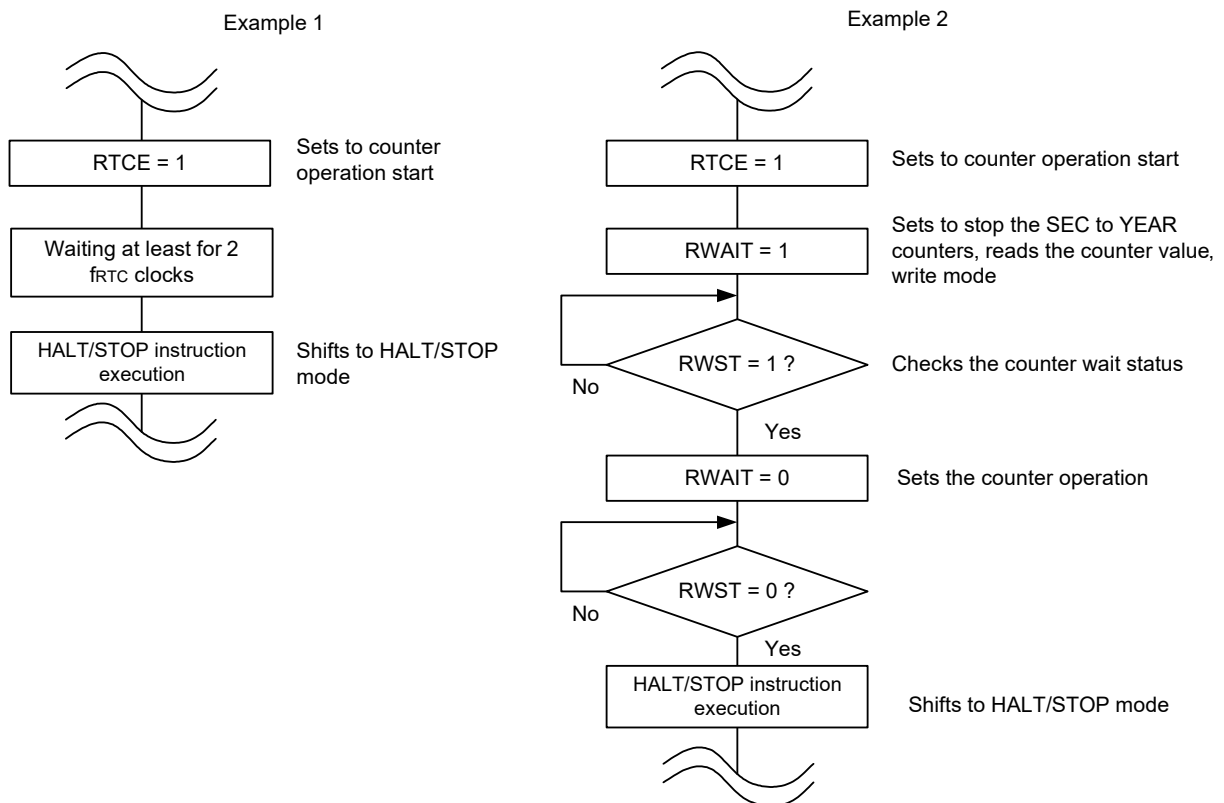 Example 1
RTCE = 1
Sets to counter
operation start
Waiting at least for 2
fRTC clocks
HALT/STOP instruction
execution
Shifts to HALT/STOP
mode
Example 2
RTCE = 1
Sets to counter operation start
RWAIT = 1
Sets to stop the SEC to YEAR
counters, reads the counter value,
write mode
RWST = 1 ?
Checks the counter wait status
No
Yes
RWAIT = 0
Sets the counter operation
RWST = 0 ?
No
Yes
HALT/STOP instruction
execution
Shifts to HALT/STOP mode